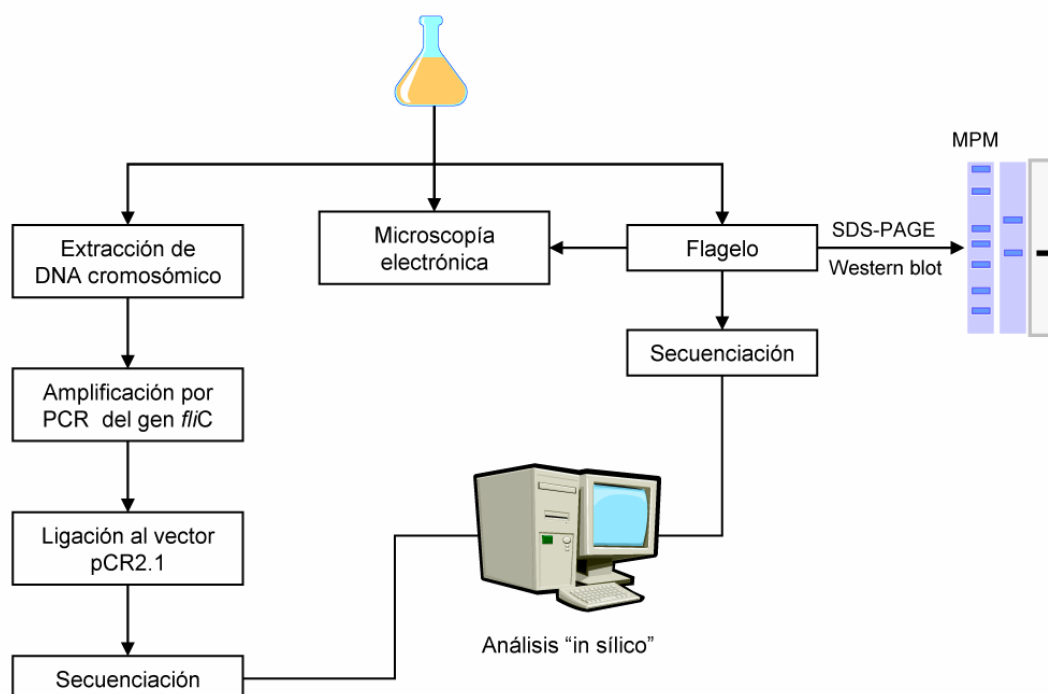 MPM
Extracción de
DNA cromosómico
Microscopía
electrónica
Flagelo
SDS-PAGE
Western blot
Secuenciación
Amplificación por
PCR del gen fliC
Ligación al vector
pCR2.1
Secuenciación
Análisis “in sílico”